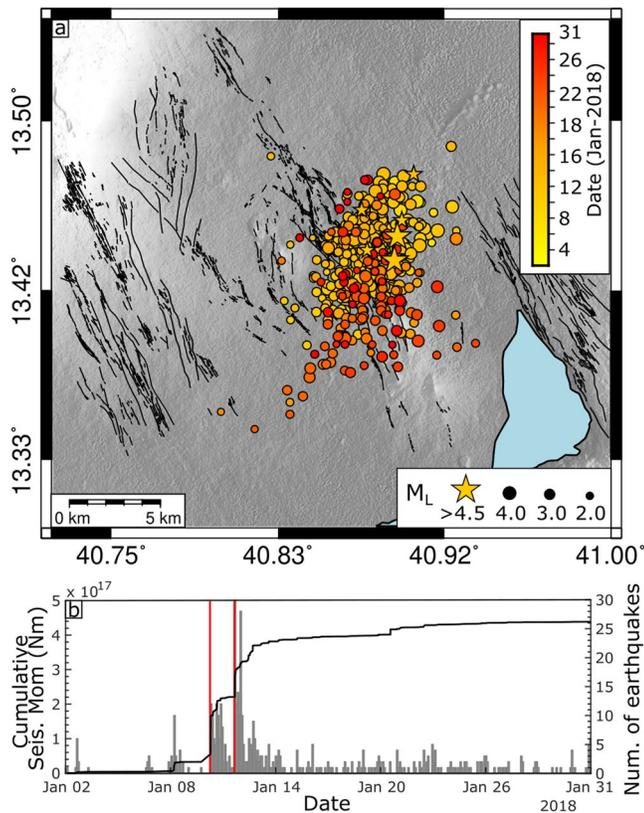 a
13.50°
13.42°
13.33°
40.75°
40.83°
40.92°
41.00°
31
28
26
22
18
16
12
8
4
Date (Jan-2018)
0 km
5 km
M_L
>4.5
4.0
3.0
2.0
b
x 10^17
5
4
3
2
1
0
Cumulative
Seis. Mom (Nm)
30
25
20
15
10
5
0
Num. of earthquakes
Jan 02
Jan 08
Jan 14
Jan 20
Jan 26
Jan 31
Date
2018